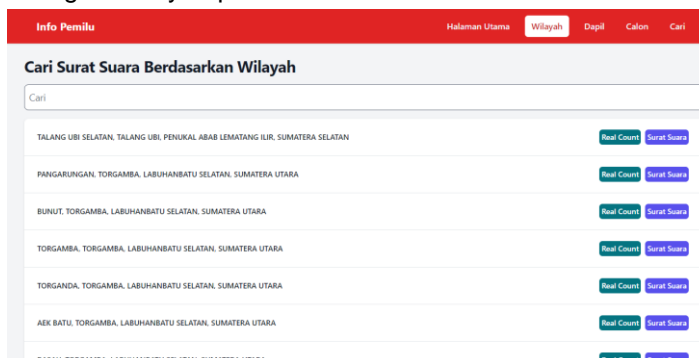 Info Pemilu Halaman Utama Wilayah Dapil Calon Cari
Cari Surat Suara Berdasarkan Wilayah
Cari
TALANG UBI SELATAN, TALANG UBI, PENUKAL ABAB LEMATANG ILIR, SUMATERA SELATAN Real Count Surat Suara
PANGARUNGAN, TORGAMBA, LABUHANBATU SELATAN, SUMATERA UTARA Real Count Surat Suara
BUNUT, TORGAMBA, LABUHANBATU SELATAN, SUMATERA UTARA Real Count Surat Suara
TORGAMBA, TORGAMBA, LABUHANBATU SELATAN, SUMATERA UTARA Real Count Surat Suara
TORGANDA, TORGAMBA, LABUHANBATU SELATAN, SUMATERA UTARA Real Count Surat Suara
AEK BATU, TORGAMBA, LABUHANBATU SELATAN, SUMATERA UTARA Real Count Surat Suara